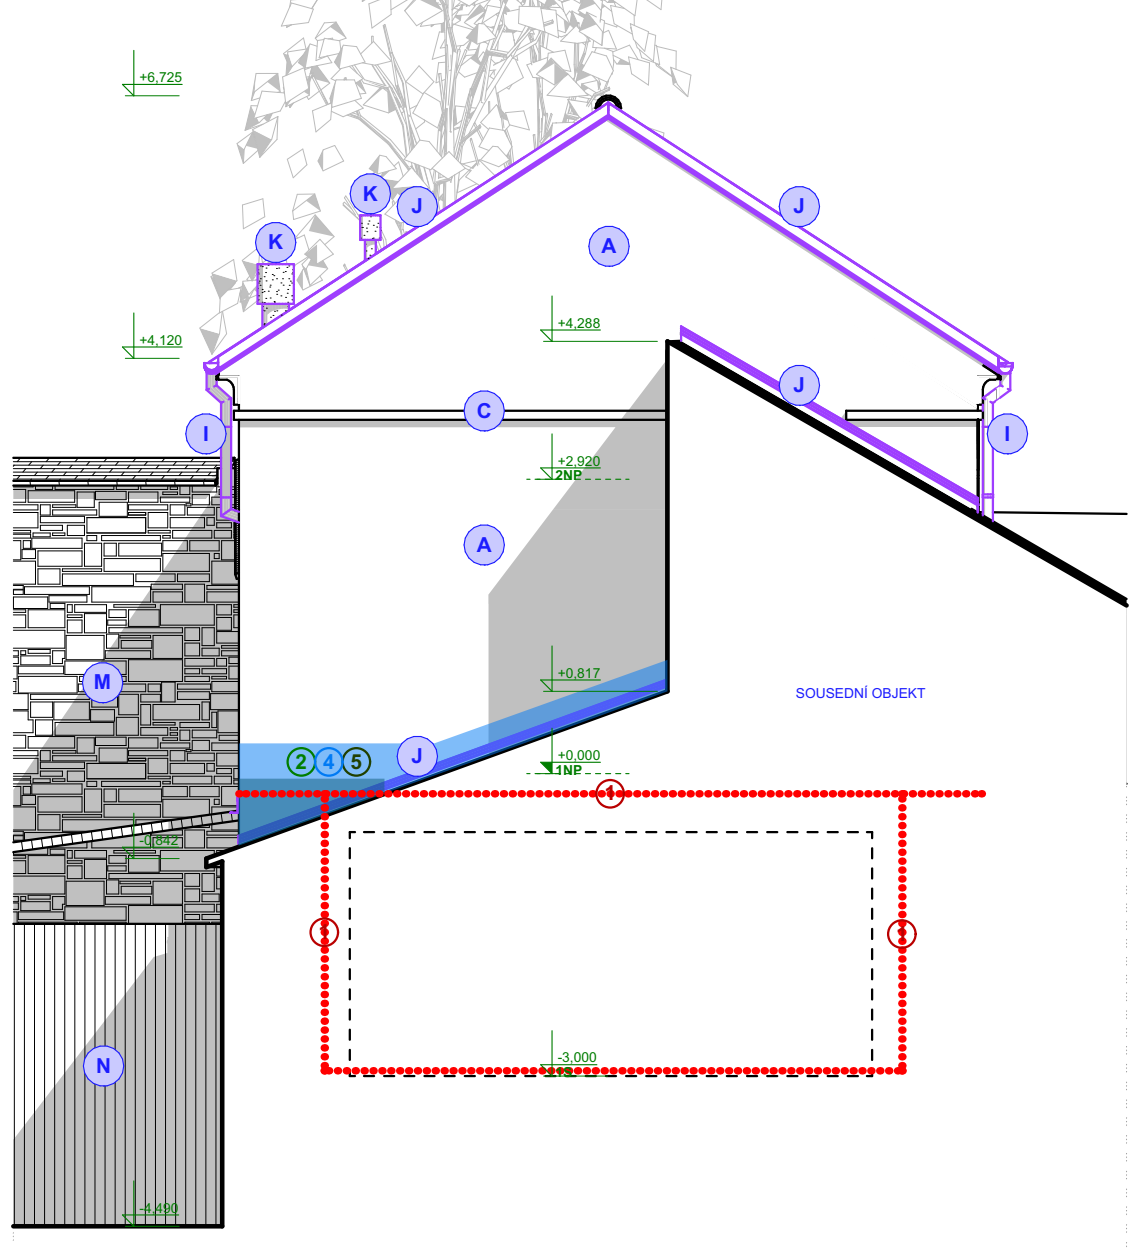 +6,725
K
J
J
K
A
+4,288
+4,120
J
C
I
I
+2,920
2NP
A
+0,817
M
SOUSEDNÍ OBJEKT
2 4 5
J
+0,000
1NP
1
-0,842
1
1
-3,000
N
-4,490